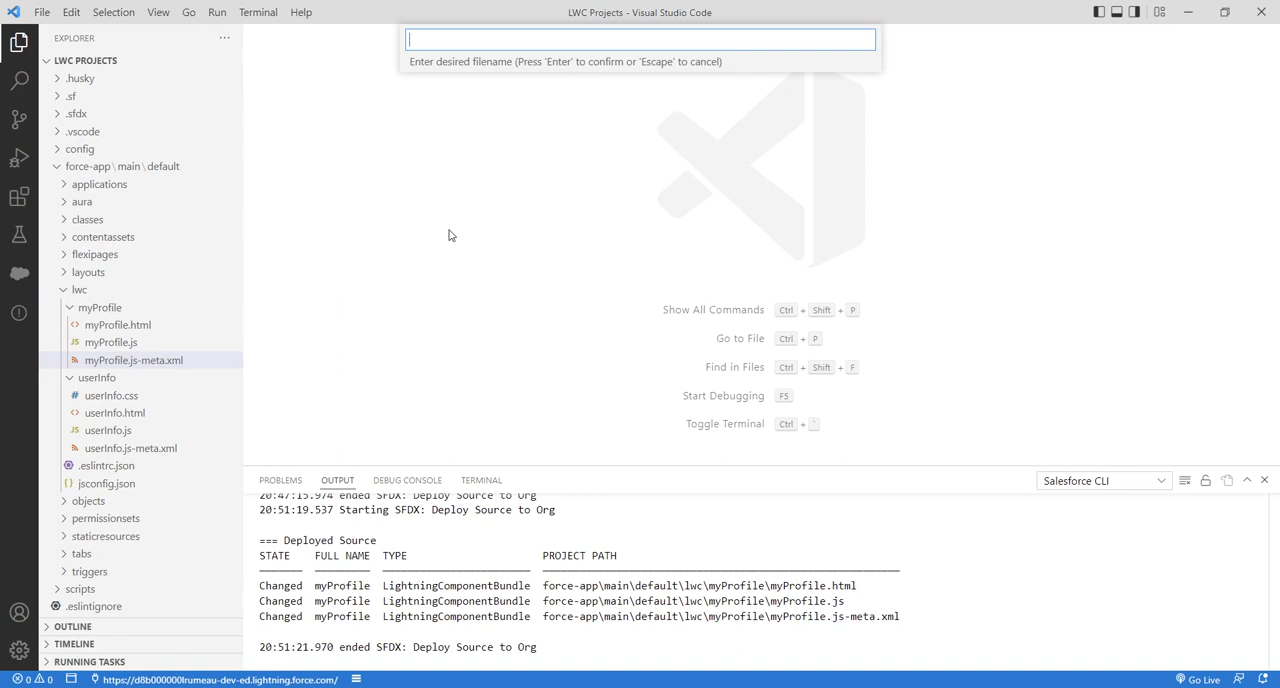 File Edit Selection View Go Run Terminal Help
LWC Projects - Visual Studio Code
EXPLORER
LWC PROJECTS
.husky
.sf
.sfdx
.vscode
config
force-app\main\default
applications
aura
classes
contentassets
flexipages
layouts
lwc
myProfile
myProfile.html
myProfile.js
myProfile.js-meta.xml
userInfo
userInfo.css
userInfo.html
userInfo.js
userInfo.js-meta.xml
.eslintrc.json
jsconfig.json
objects
permissionsets
staticresources
tabs
triggers
scripts
.eslintignore
OUTLINE
TIMELINE
RUNNING TASKS
Enter desired filename (Press 'Enter' to confirm or 'Escape' to cancel)
Show All Commands Ctrl + Shift + P
Go to File Ctrl + P
Find in Files Ctrl + Shift + F
Start Debugging F5
Toggle Terminal Ctrl + `
PROBLEMS OUTPUT DEBUG CONSOLE TERMINAL
Salesforce CLI
20:47:15.974 ended SFDX: Deploy Source to Org
20:51:19.537 Starting SFDX: Deploy Source to Org
=== Deployed Source
STATE FULL NAME TYPE PROJECT PATH
Changed myProfile LightningComponentBundle force-app\main\default\lwc\myProfile\myProfile.html
Changed myProfile LightningComponentBundle force-app\main\default\lwc\myProfile\myProfile.js
Changed myProfile LightningComponentBundle force-app\main\default\lwc\myProfile\myProfile.js-meta.xml
20:51:21.970 ended SFDX: Deploy Source to Org
0 0 https://d8b000000lrumeau-dev-ed.lightning.force.com/
Go Live